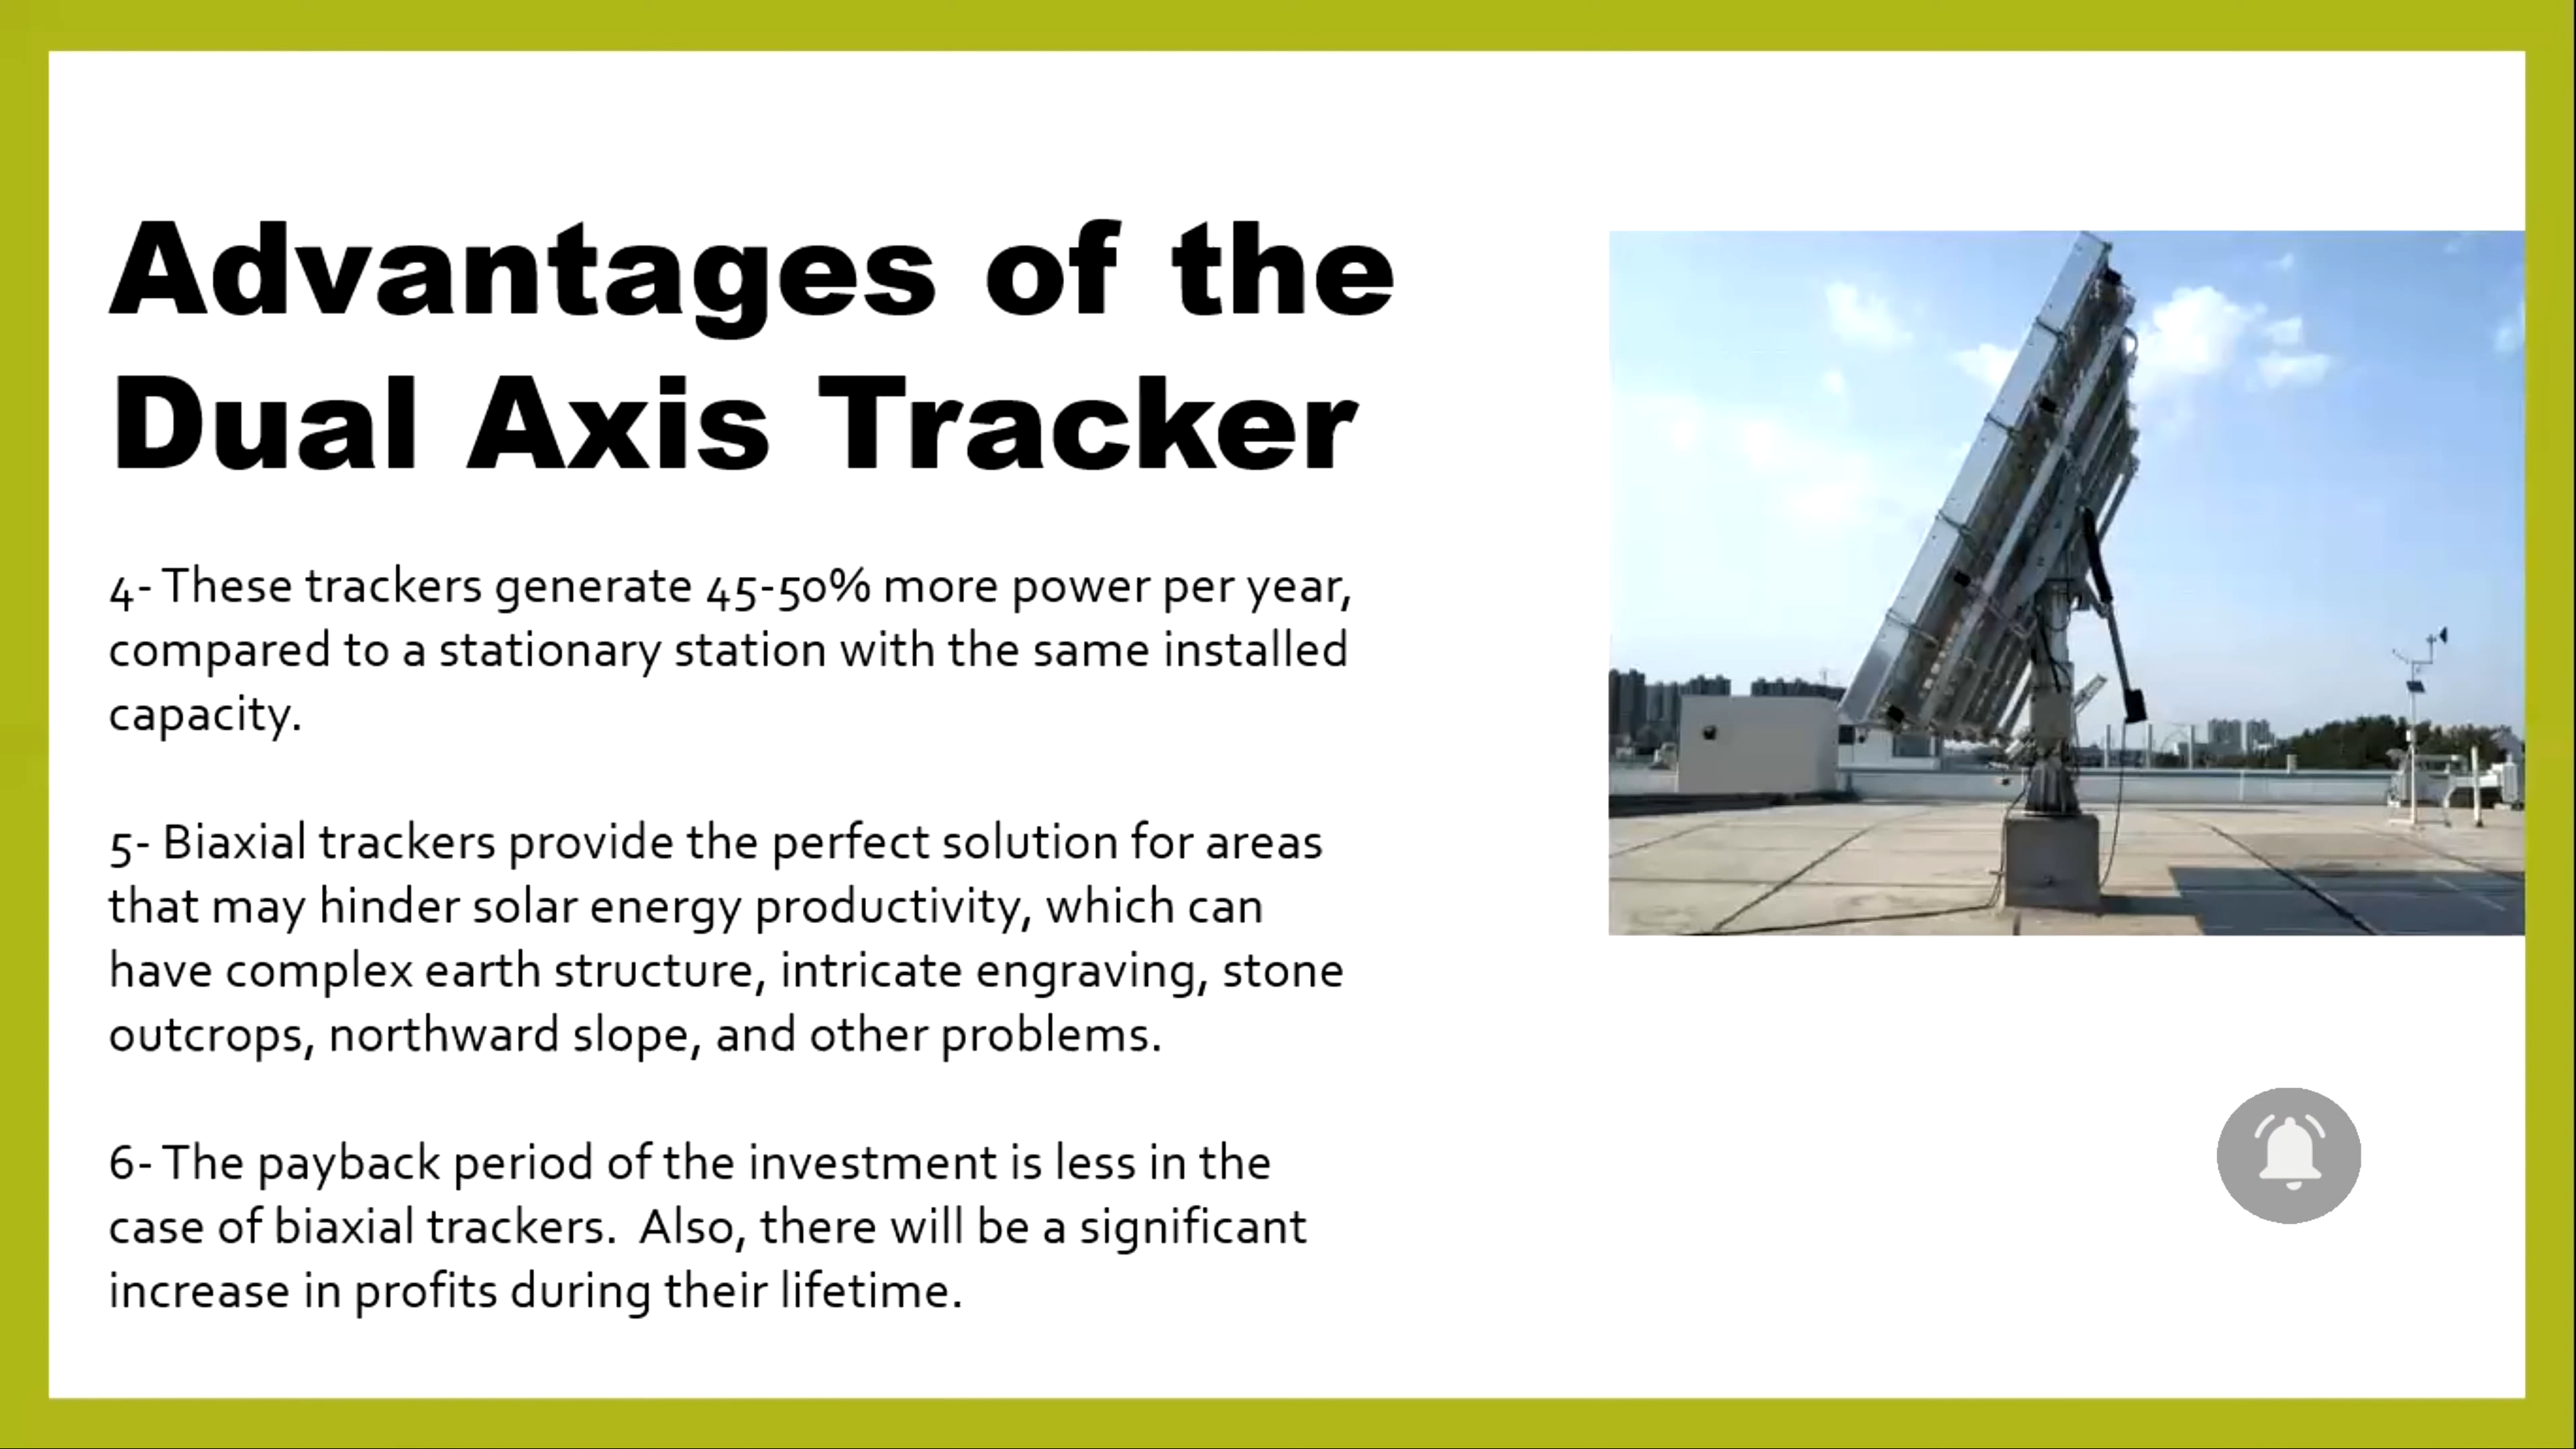 Advantages of the
Dual Axis Tracker
4- These trackers generate 45-50% more power per year,
compared to a stationary station with the same installed
capacity.
5- Biaxial trackers provide the perfect solution for areas
that may hinder solar energy productivity, which can
have complex earth structure, intricate engraving, stone
outcrops, northward slope, and other problems.
6- The payback period of the investment is less in the
case of biaxial trackers.  Also, there will be a significant
increase in profits during their lifetime.